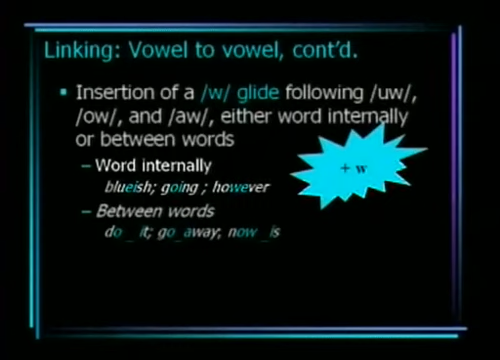 Linking: Vowel to vowel, cont'd.
Insertion of a /w/ glide following /uw/,
/ow/, and /aw/, either word internally
or between words
+ w
– Word internally
blueish; going ; however
– Between words
do _ it; go_away; now _is